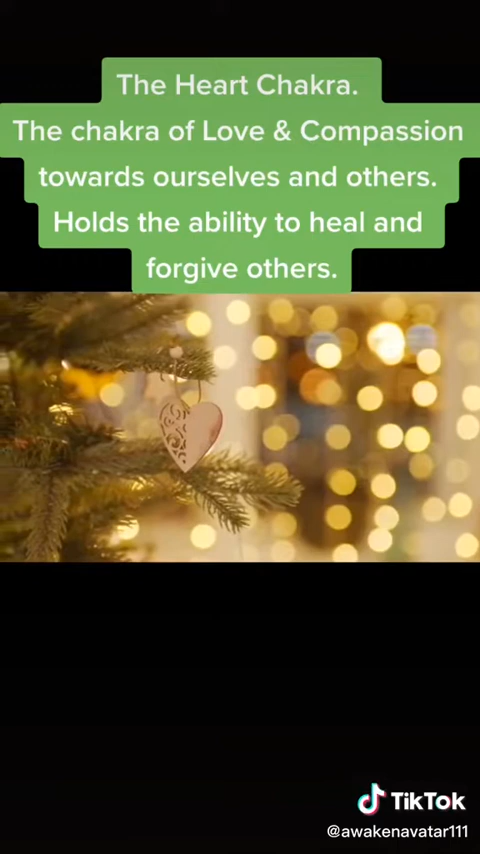 The Heart Chakra.
The chakra of Love & Compassion
towards ourselves and others.
Holds the ability to heal and
forgive others.
TikTok
@awakenavatar111